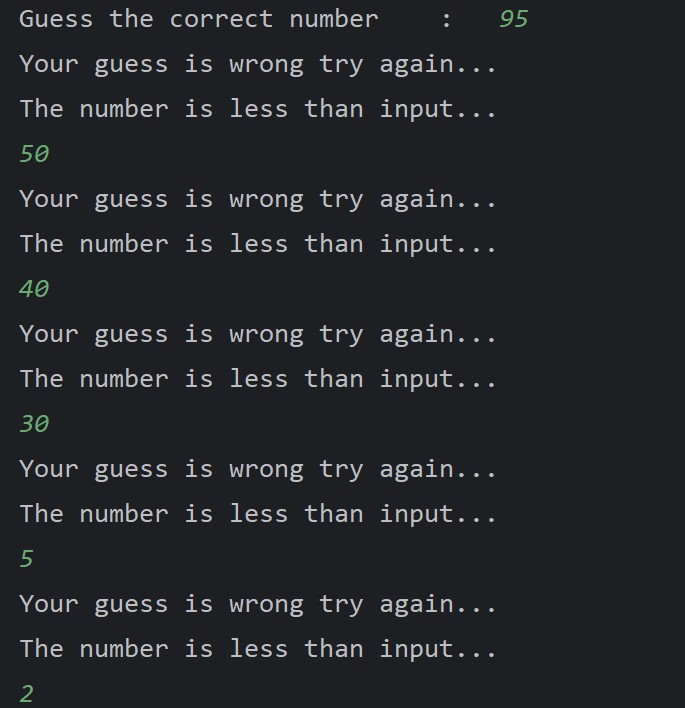 Guess the correct number    :   95
Your guess is wrong try again...
The number is less than input...
50
Your guess is wrong try again...
The number is less than input...
40
Your guess is wrong try again...
The number is less than input...
30
Your guess is wrong try again...
The number is less than input...
5
Your guess is wrong try again...
The number is less than input...
2